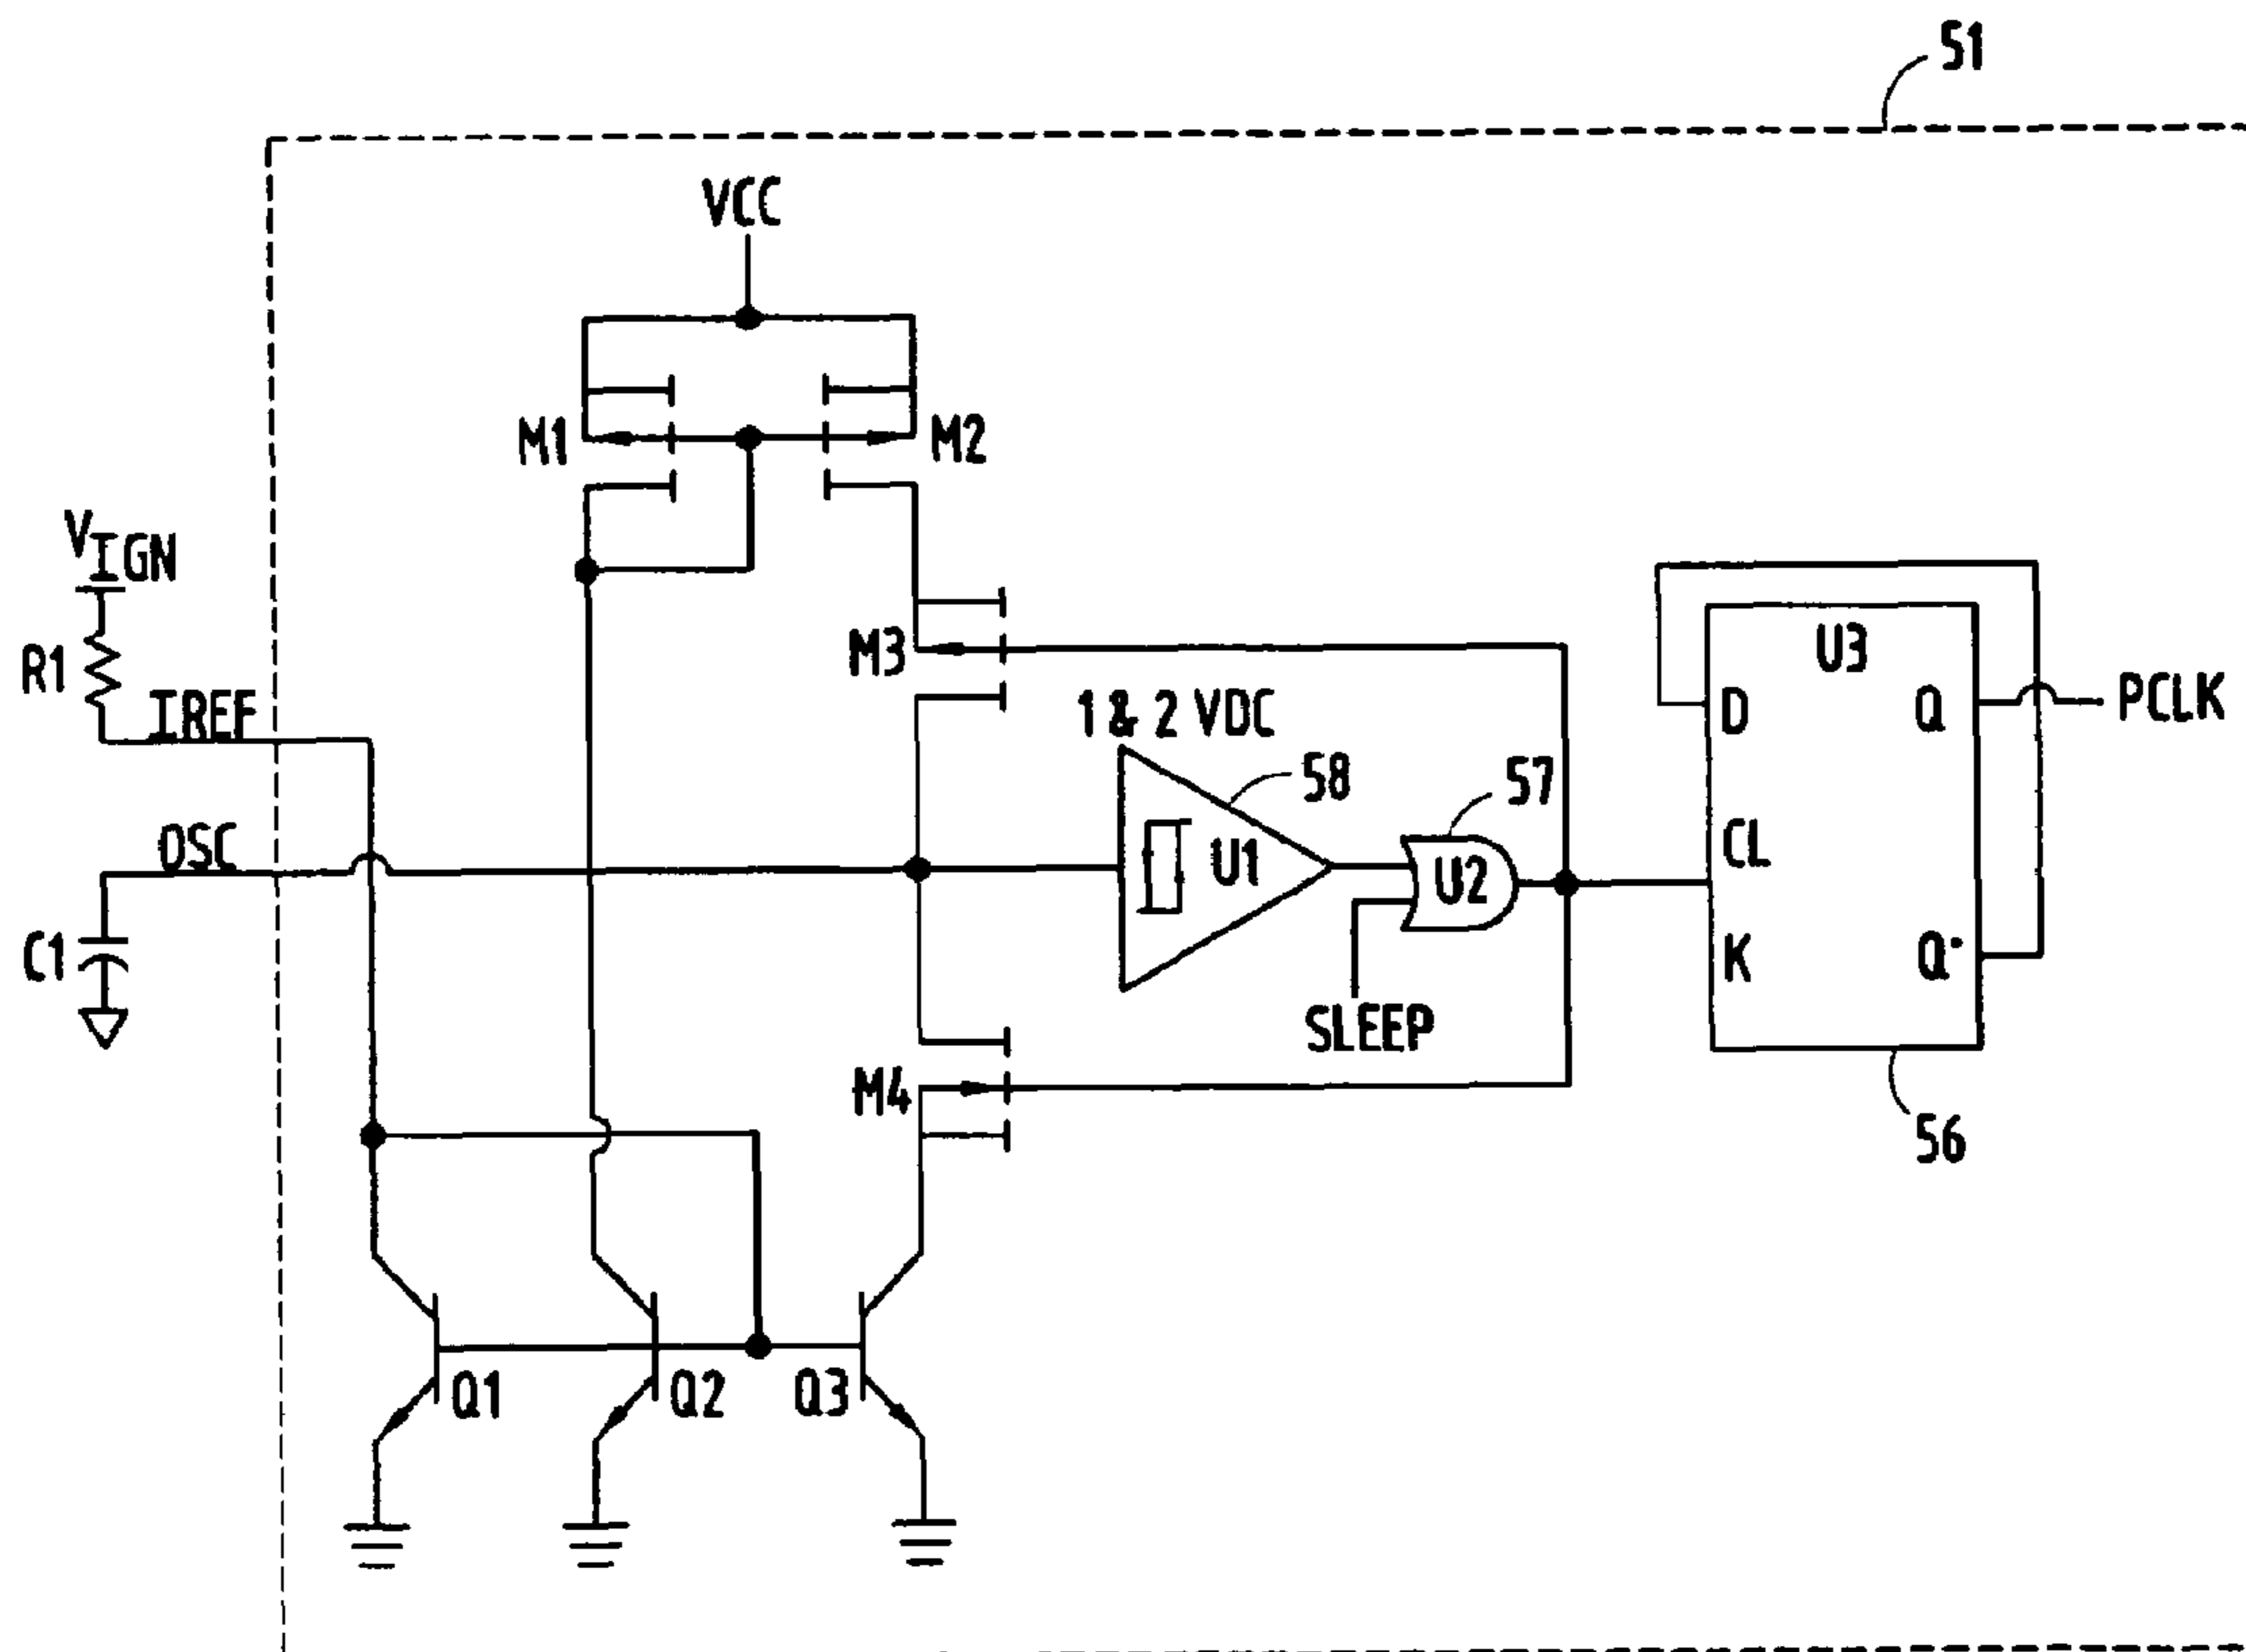 51
VCC
M1
M2
VIGN
R1
IREF
M3
1 & 2 VDC
58
57
U3
D
Q
PCLK
OSC
U1
U2
CL
C1
SLEEP
K
Q'
M4
56
Q1
Q2
Q3